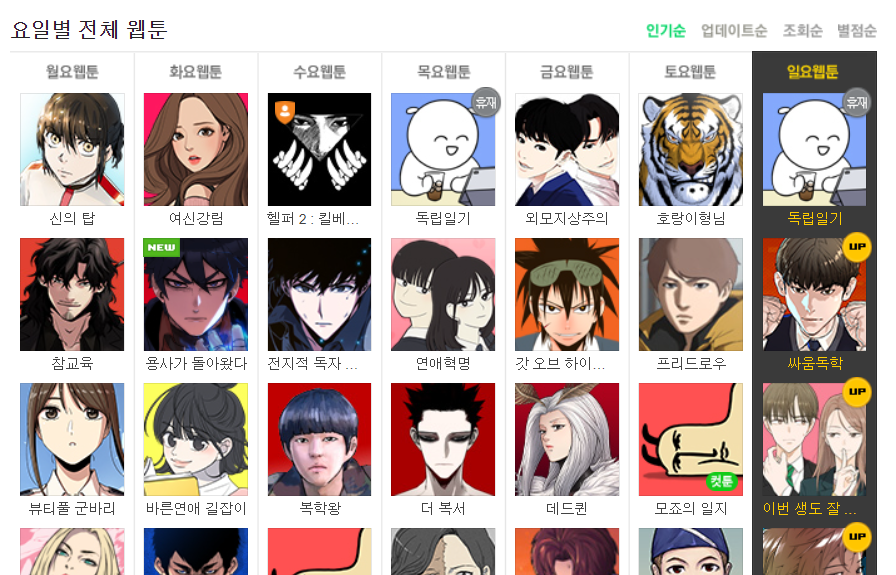 요일별 전체 웹툰
인기순 업데이트순 조회순 별점순
월요웹툰 화요웹툰 수요웹툰 목요웹툰 금요웹툰 토요웹툰 일요웹툰
휴재 휴재
신의 탑 여신강림 헬퍼 2 : 킬베... 독립일기 외모지상주의 호랑이형님 독립일기
NEW UP
참교육 용사가 돌아왔다 전지적 독자 ... 연애혁명 갓 오브 하이... 프리드로우 싸움독학
UP
컷툰
뷰티풀 군바리 바른연애 길잡이 복학왕 더 복서 데드퀸 모죠의 일지 이번 생도 잘 ...
UP